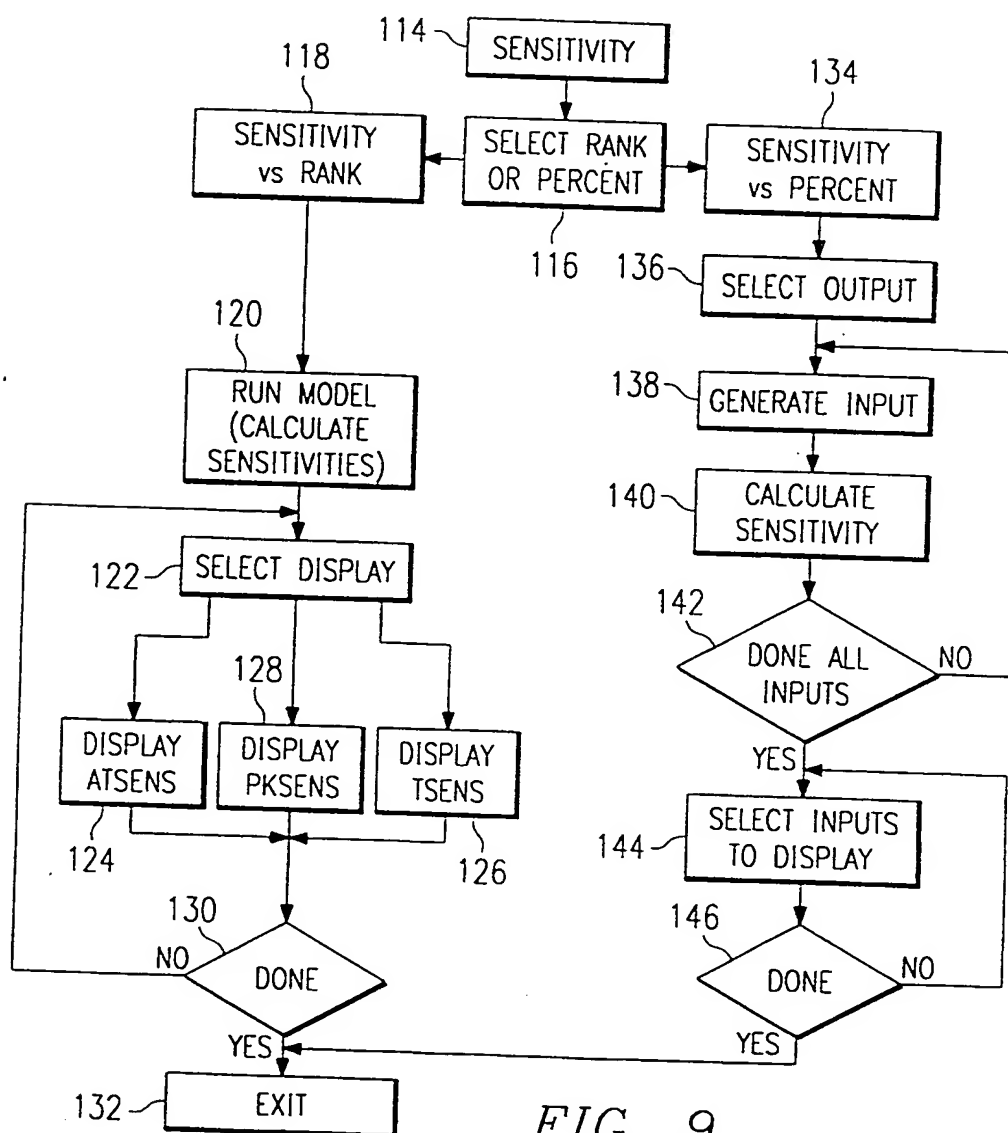 114
SENSITIVITY
118
SENSITIVITY
vs RANK
SELECT RANK
OR PERCENT
116
134
SENSITIVITY
vs PERCENT
136
SELECT OUTPUT
120
RUN MODEL
(CALCULATE
SENSITIVITIES)
138
GENERATE INPUT
140
CALCULATE
SENSITIVITY
122
SELECT DISPLAY
142
DONE ALL
INPUTS
NO
YES
128
DISPLAY
ATSENS
124
DISPLAY
PKSENS
DISPLAY
TSENS
126
144
SELECT INPUTS
TO DISPLAY
130
NO
DONE
YES
146
DONE
NO
YES
132
EXIT
FIG. 9